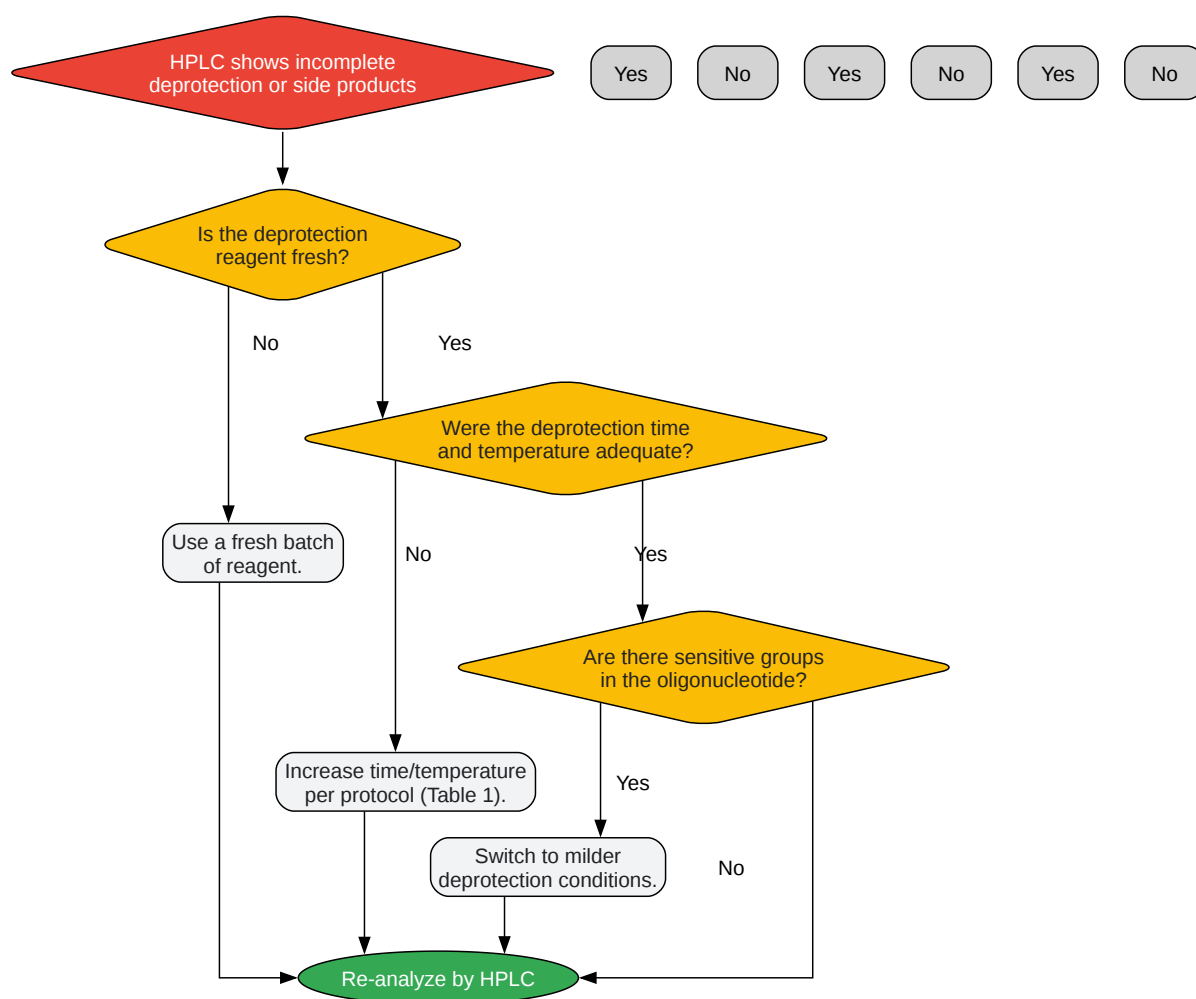 HPLC shows incomplete
deprotection or side products
Yes
No
Yes
No
Yes
No
Is the deprotection
reagent fresh?
No
Yes
Were the deprotection time
and temperature adequate?
Use a fresh batch
of reagent.
No
Yes
Are there sensitive groups
in the oligonucleotide?
Increase time/temperature
per protocol (Table 1).
Yes
Switch to milder
deprotection conditions.
No
Re-analyze by HPLC